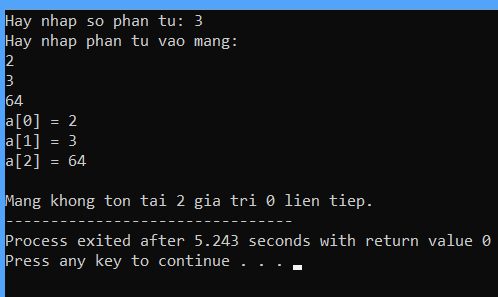 Hay nhap so phan tu: 3
Hay nhap phan tu vao mang:
2
3
64
a[0] = 2
a[1] = 3
a[2] = 64
Mang khong ton tai 2 gia tri 0 lien tiep.
--------------------------------
Process exited after 5.243 seconds with return value 0
Press any key to continue . . .